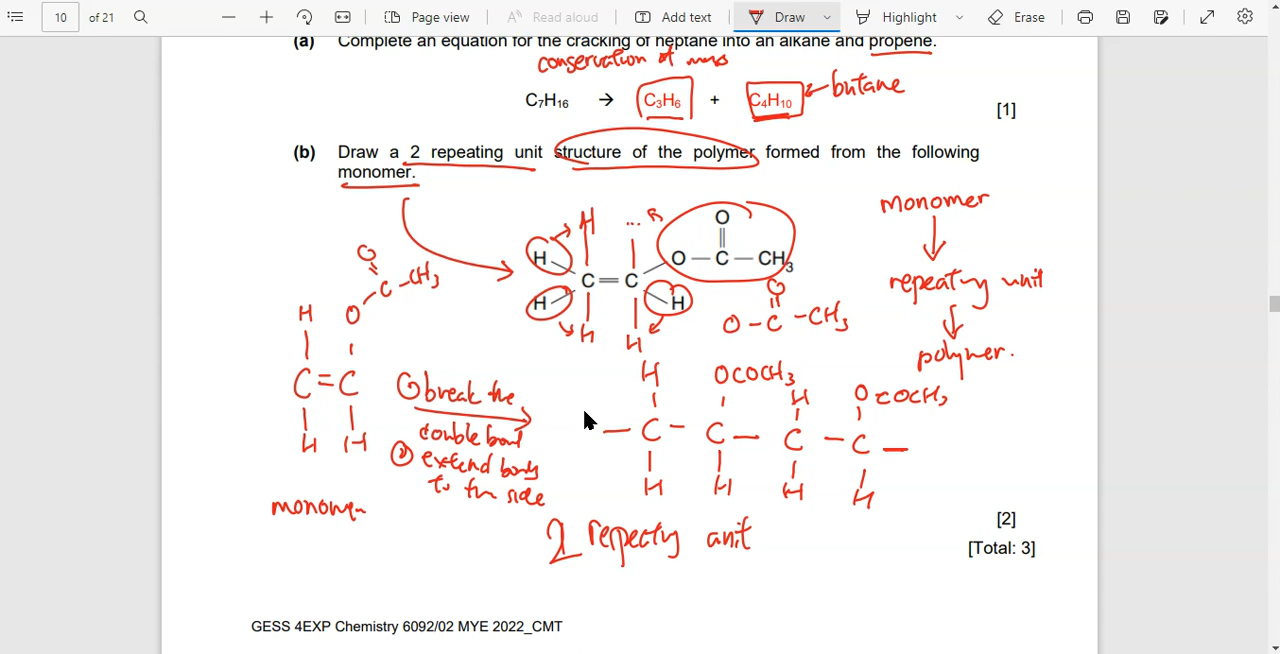 10 of 21 Page view Read aloud Add text Draw Highlight Erase
(a) Complete an equation for the cracking of heptane into an alkane and propene.
conservation of mass
C₇H₁₆ → C₃H₆ + C₄H₁₀ butane
[1]
(b) Draw a 2 repeating unit structure of the polymer formed from the following
monomer.
monomer
repeating unit
polymer.
H H ... R O
H O — C — CH₃
C = C
H H
H H
O
C - CH₃
H O
C = C
H H
monomer
O
O - C - CH₃
① break the
double bond
② extend bonds
to the side
H OCOCH₃ H OCOCH₃
— C — C — C — C —
H H H H
2 repeating unit
[2]
[Total: 3]
GESS 4EXP Chemistry 6092/02 MYE 2022_CMT